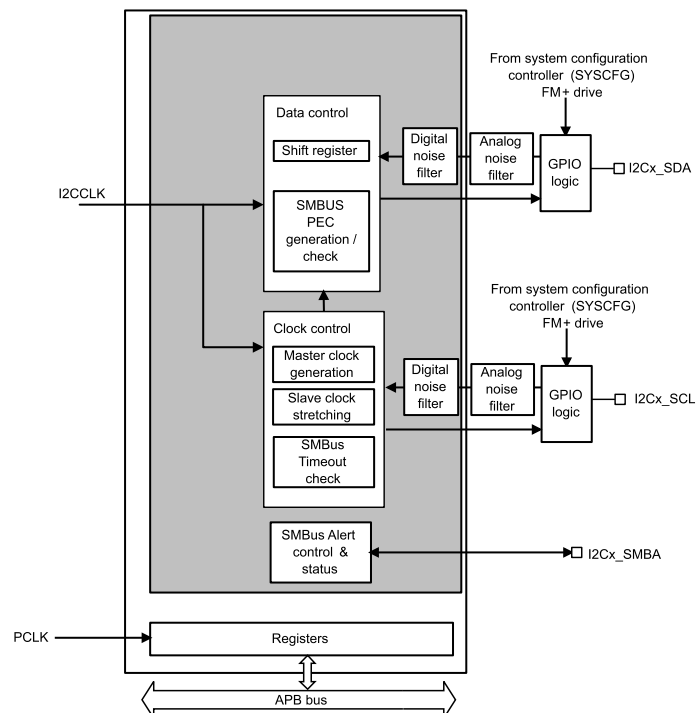 From system configuration
controller (SYSCFG)
FM+ drive
Data control
Shift register
Digital
noise
filter
Analog
noise
filter
GPIO
logic
I2Cx_SDA
I2CCLK
SMBUS
PEC
generation /
check
From system configuration
controller (SYSCFG)
FM+ drive
Clock control
Master clock
generation
Slave clock
stretching
SMBus
Timeout
check
Digital
noise
filter
Analog
noise
filter
GPIO
logic
I2Cx_SCL
SMBus Alert
control &
status
I2Cx_SMBA
PCLK
Registers
APB bus